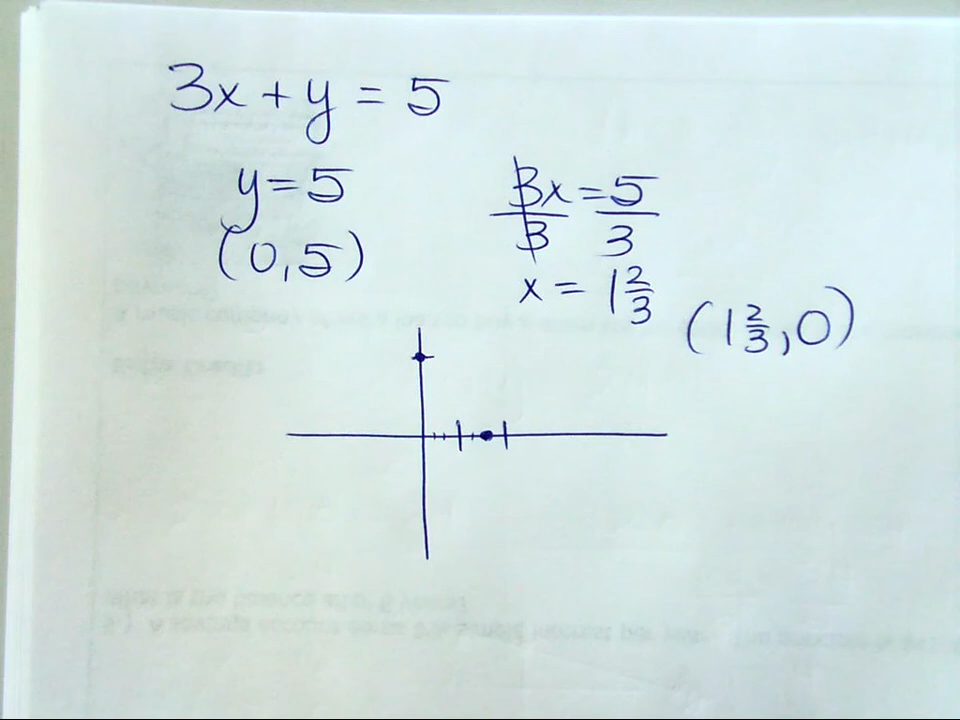 3x + y = 5
y = 5
(0, 5)
3x = 5
3 3
x = 1 2/3
(1 2/3, 0)